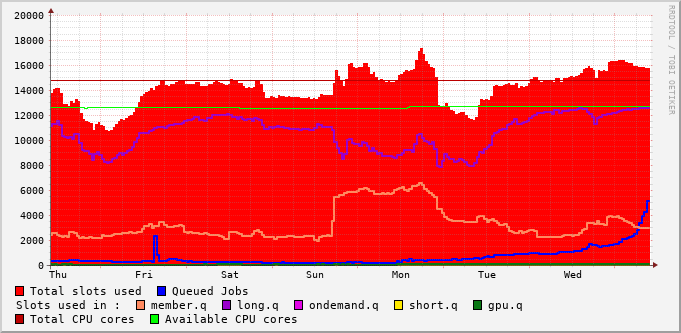 20000
18000
16000
14000
12000
10000
8000
6000
4000
2000
0
Thu Fri Sat Sun Mon Tue Wed
RRDTOOL / TOBI OETIKER
Total slots used Queued Jobs
Slots used in : member.q long.q ondemand.q short.q gpu.q
Total CPU cores Available CPU cores